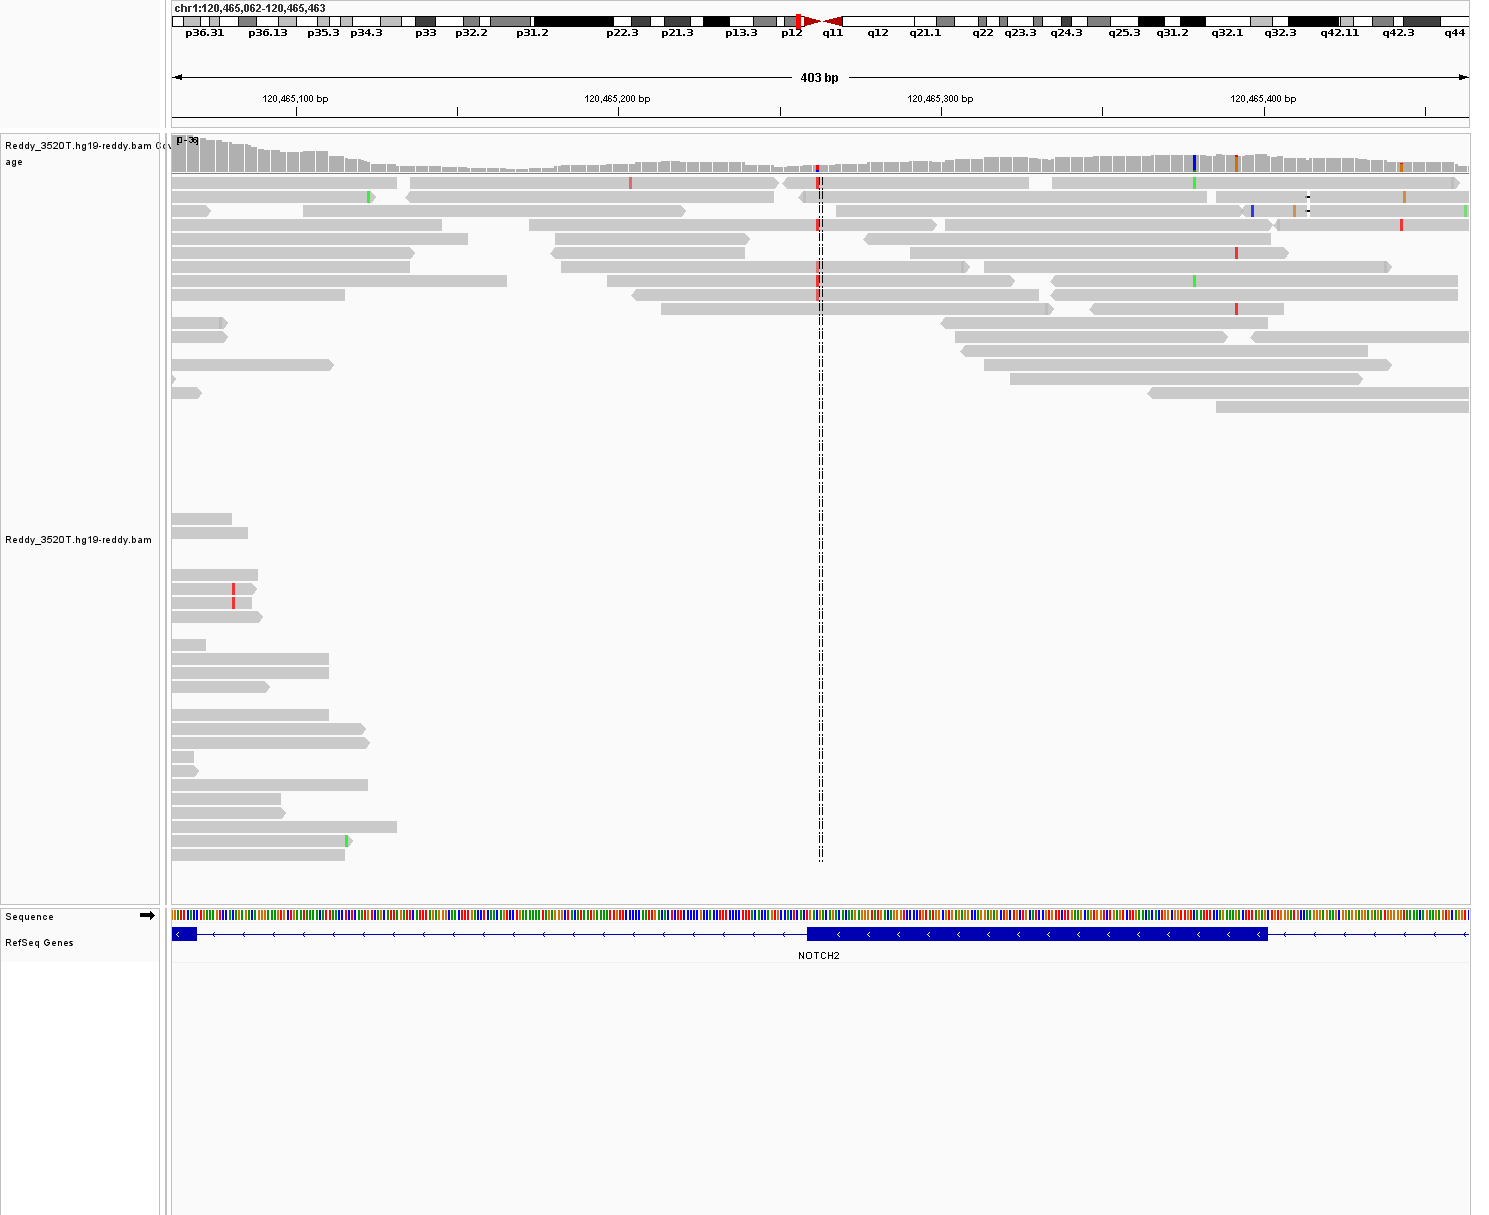 chr1:120,465,062-120,465,463
p36.31 p36.13 p35.3 p34.3 p33 p32.2 p31.2 p22.3 p21.3 p13.3 p12 q11 q12 q21.1 q22 q23.3 q24.3 q25.3 q31.2 q32.1 q32.3 q42.11 q42.3 q44
403 bp
120,465,100 bp 120,465,200 bp 120,465,300 bp 120,465,400 bp
Reddy_3520T.hg19-reddy.bam Cov
age
[0-36]
Reddy_3520T.hg19-reddy.bam
Sequence
RefSeq Genes
NOTCH2